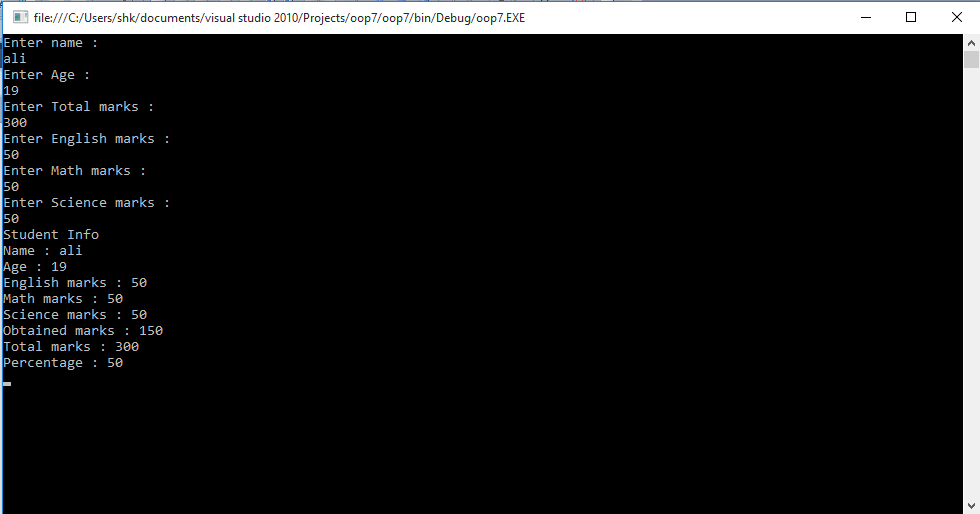 file:///C:/Users/shk/documents/visual studio 2010/Projects/oop7/oop7/bin/Debug/oop7.EXE
Enter name :
ali
Enter Age :
19
Enter Total marks :
300
Enter English marks :
50
Enter Math marks :
50
Enter Science marks :
50
Student Info
Name : ali
Age : 19
English marks : 50
Math marks : 50
Science marks : 50
Obtained marks : 150
Total marks : 300
Percentage : 50